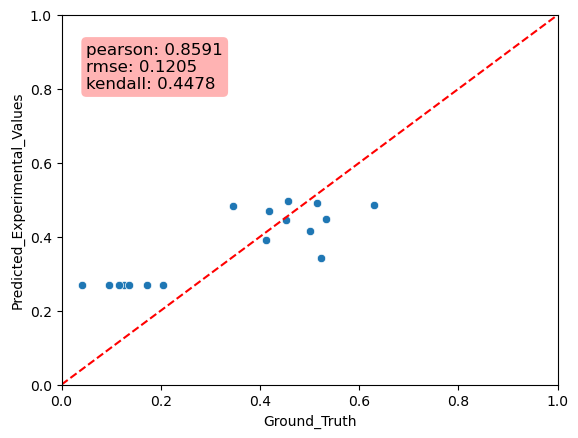 pearson: 0.8591
rmse: 0.1205
kendall: 0.4478
1.0
0.8
0.6
0.4
0.2
0.0
Predicted_Experimental_Values
0.0 0.2 0.4 0.6 0.8 1.0
Ground_Truth